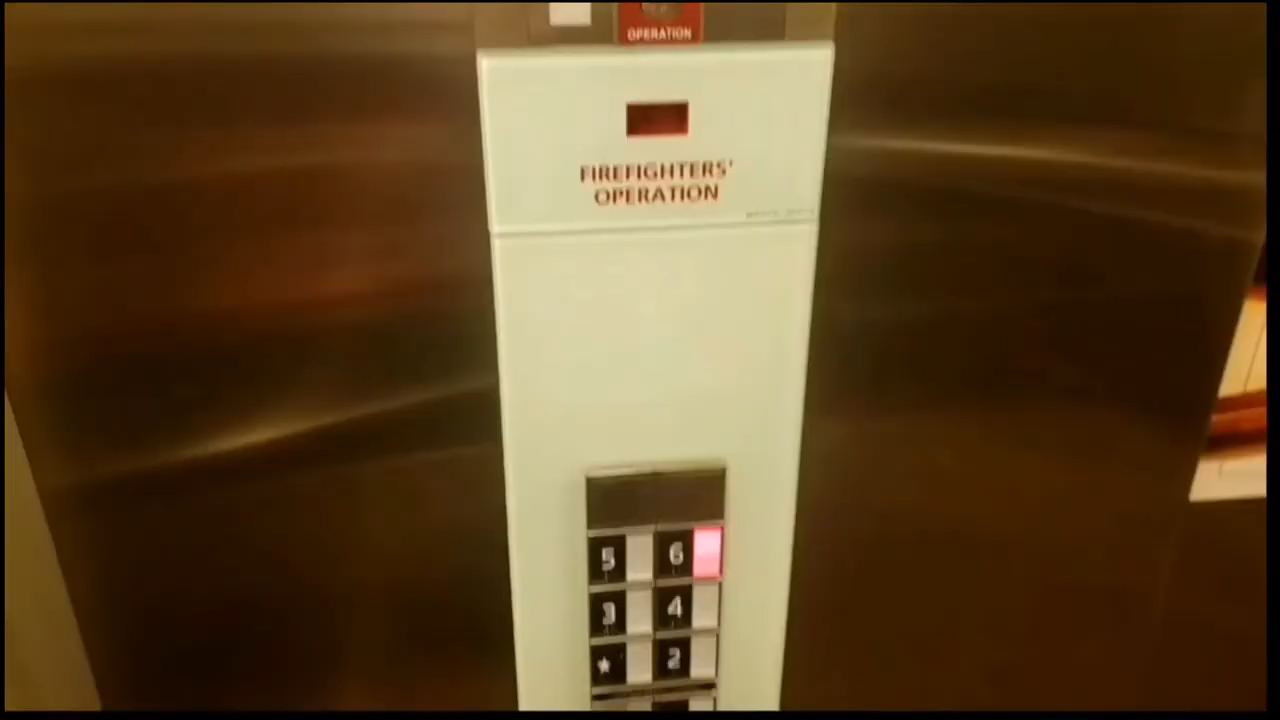 OPERATION
FIREFIGHTERS'
OPERATION
5 6
3 4
★ 2